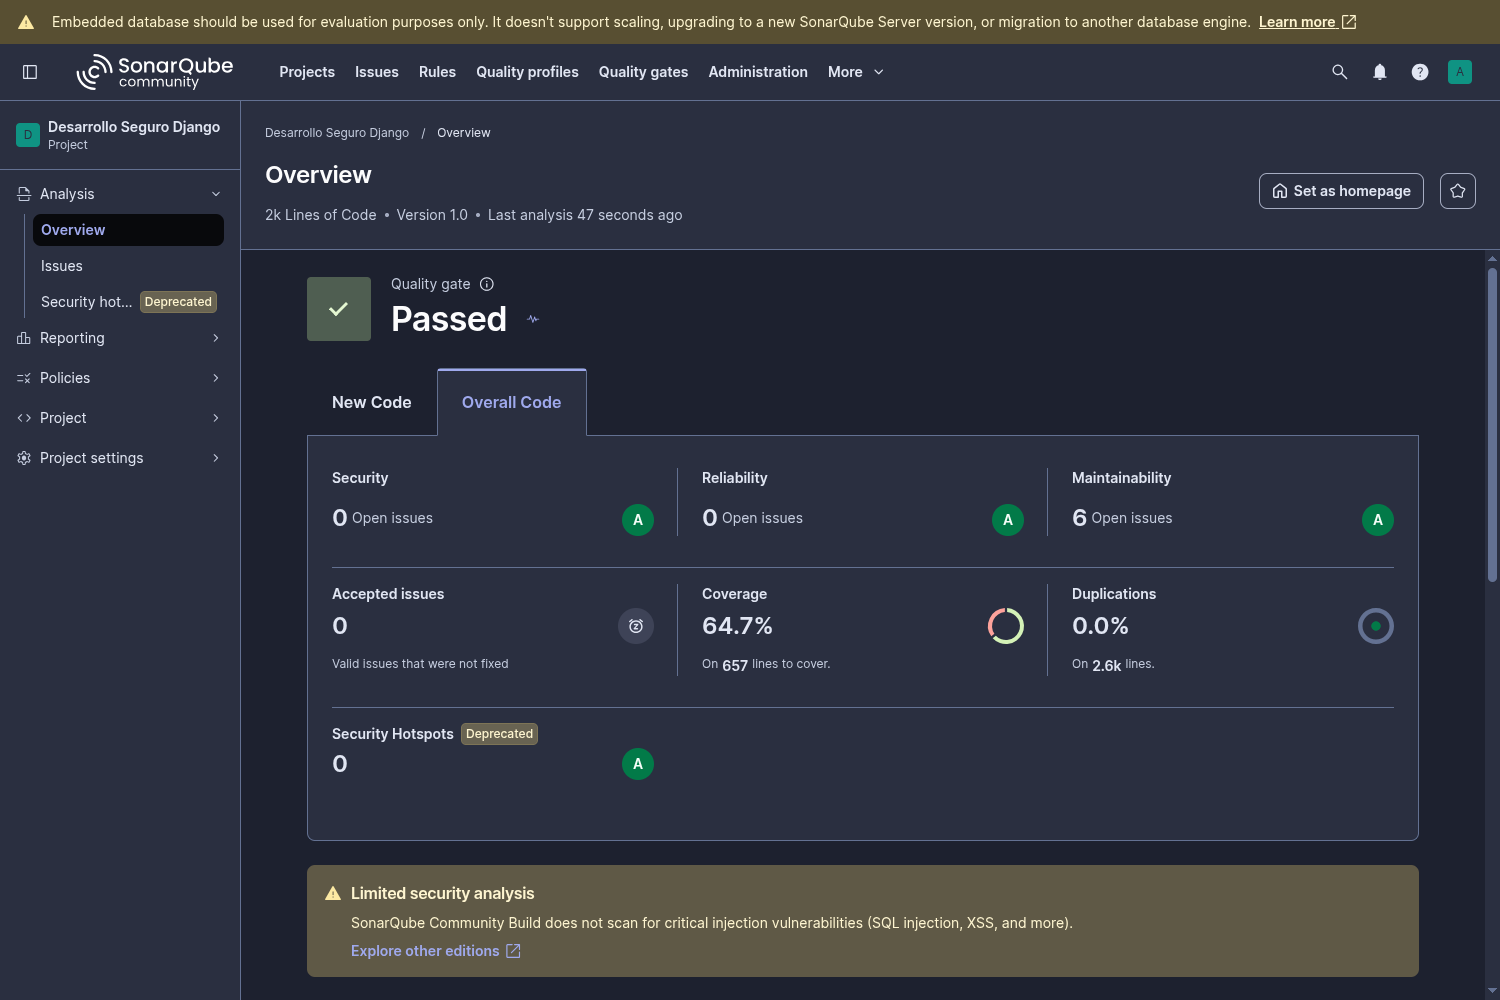 Embedded database should be used for evaluation purposes only. It doesn't support scaling, upgrading to a new SonarQube Server version, or migration to another database engine. Learn more
SonarQube community
Projects Issues Rules Quality profiles Quality gates Administration More
? A
D Desarrollo Seguro Django
Project
Analysis
Overview
Issues
Security hot... Deprecated
Reporting
Policies
Project
Project settings
Desarrollo Seguro Django / Overview
Overview
2k Lines of Code • Version 1.0 • Last analysis 47 seconds ago
Set as homepage
Quality gate
Passed
New Code Overall Code
Security
0 Open issues A
Reliability
0 Open issues A
Maintainability
6 Open issues A
Accepted issues
0
Valid issues that were not fixed
Coverage
64.7%
On 657 lines to cover.
Duplications
0.0%
On 2.6k lines.
Security Hotspots Deprecated
0 A
Limited security analysis
SonarQube Community Build does not scan for critical injection vulnerabilities (SQL injection, XSS, and more).
Explore other editions